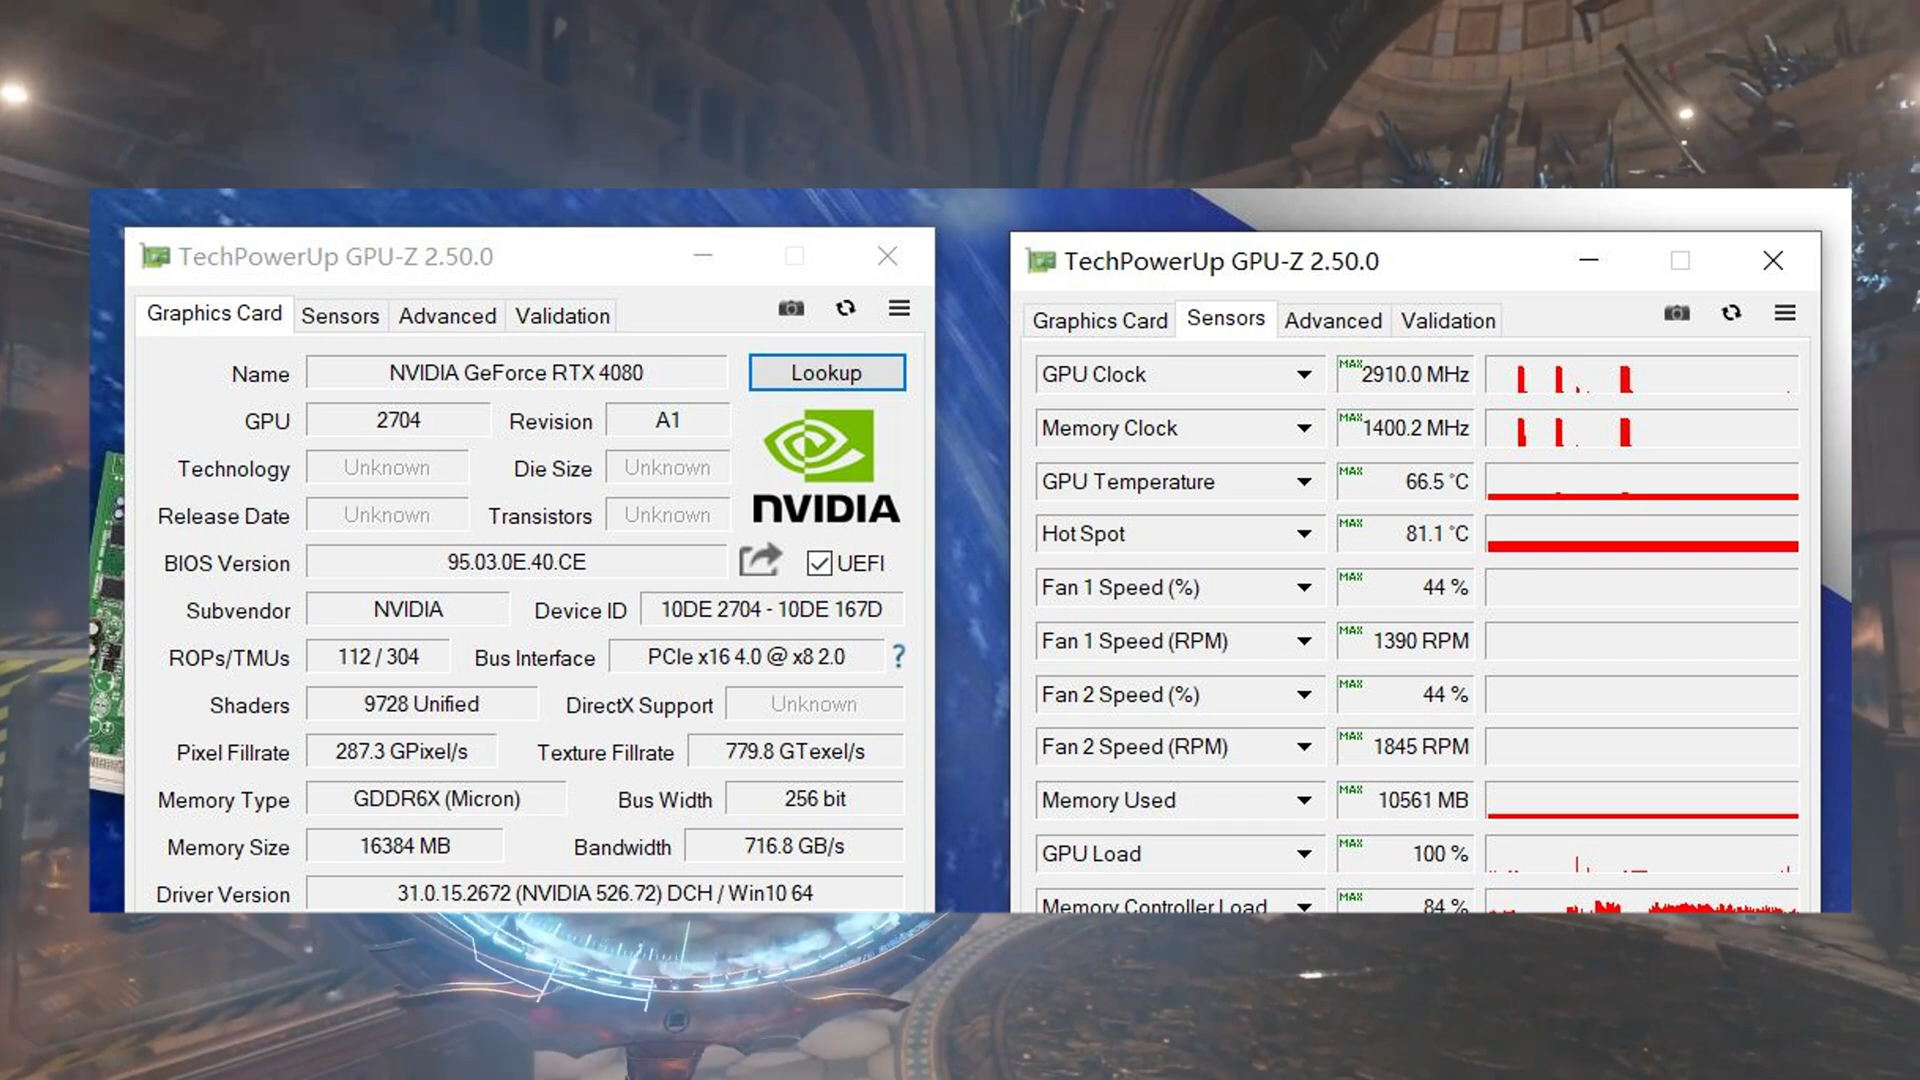 TechPowerUp GPU-Z 2.50.0
Graphics Card Sensors Advanced Validation
Name NVIDIA GeForce RTX 4080 Lookup
GPU 2704 Revision A1
Technology Unknown Die Size Unknown
Release Date Unknown Transistors Unknown
NVIDIA
BIOS Version 95.03.0E.40.CE UEFI
Subvendor NVIDIA Device ID 10DE 2704 - 10DE 167D
ROPs/TMUs 112 / 304 Bus Interface PCIe x16 4.0 @ x8 2.0 ?
Shaders 9728 Unified DirectX Support Unknown
Pixel Fillrate 287.3 GPixel/s Texture Fillrate 779.8 GTexel/s
Memory Type GDDR6X (Micron) Bus Width 256 bit
Memory Size 16384 MB Bandwidth 716.8 GB/s
Driver Version 31.0.15.2672 (NVIDIA 526.72) DCH / Win10 64
TechPowerUp GPU-Z 2.50.0
Graphics Card Sensors Advanced Validation
GPU Clock MAX 2910.0 MHz
Memory Clock MAX 1400.2 MHz
GPU Temperature MAX 66.5 °C
Hot Spot MAX 81.1 °C
Fan 1 Speed (%) MAX 44 %
Fan 1 Speed (RPM) MAX 1390 RPM
Fan 2 Speed (%) MAX 44 %
Fan 2 Speed (RPM) MAX 1845 RPM
Memory Used MAX 10561 MB
GPU Load MAX 100 %
Memory Controller Load MAX 84 %